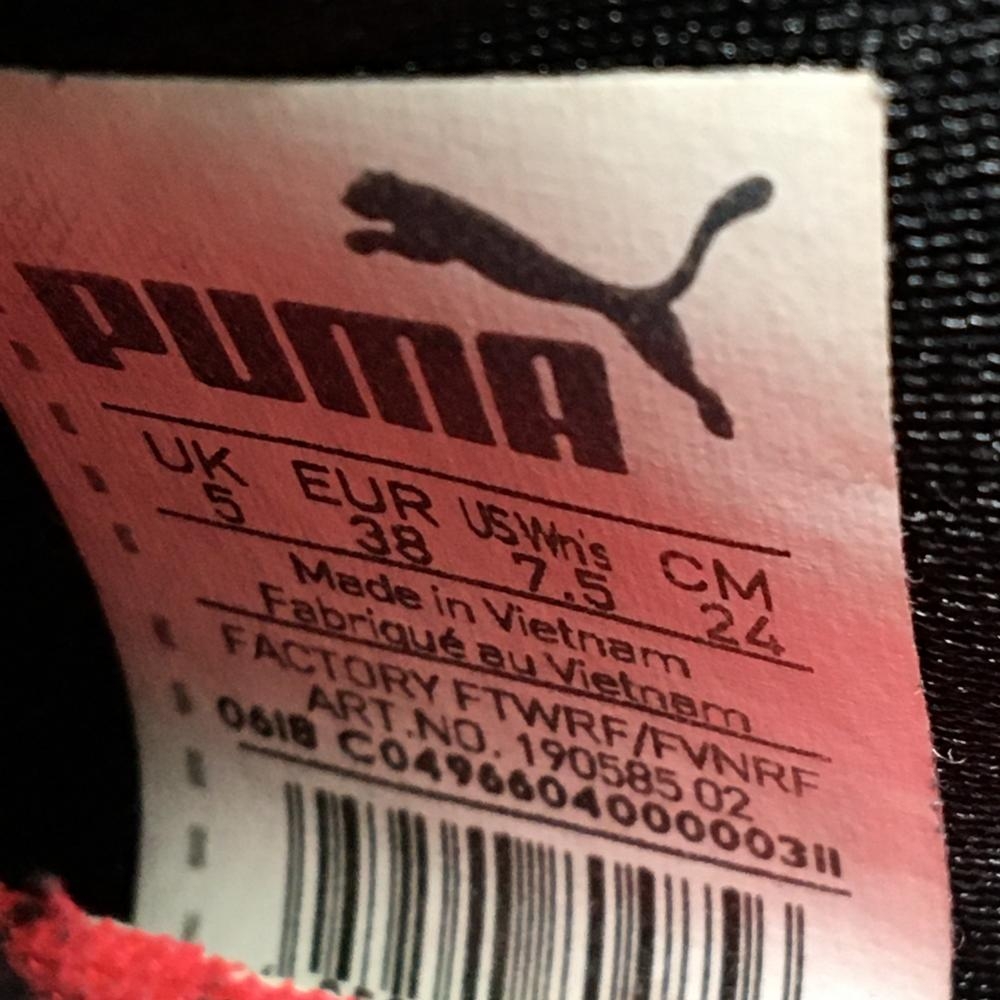 PUMA
UK EUR US Wn's CM
5 38 7.5 24
Made in Vietnam
Fabriqué au Vietnam
FACTORY FTWRF/FVNRF
ART.NO. 190585 02
0618 C049660400000311